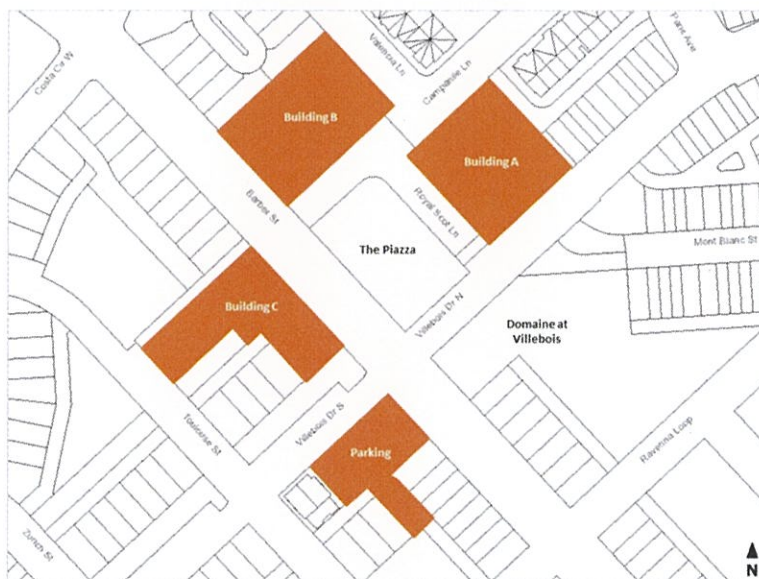 Costa Cir W
Valencia Ln
Campanile Ln
Paris Ave
Building B
Building A
Barber St
Royal Scot Ln
The Piazza
Mont Blanc St
Building C
Villebois Dr N
Domaine at
Villebois
Toulouse St
Villebois Dr S
Parking
Ravenna Loop
Zurich St
N